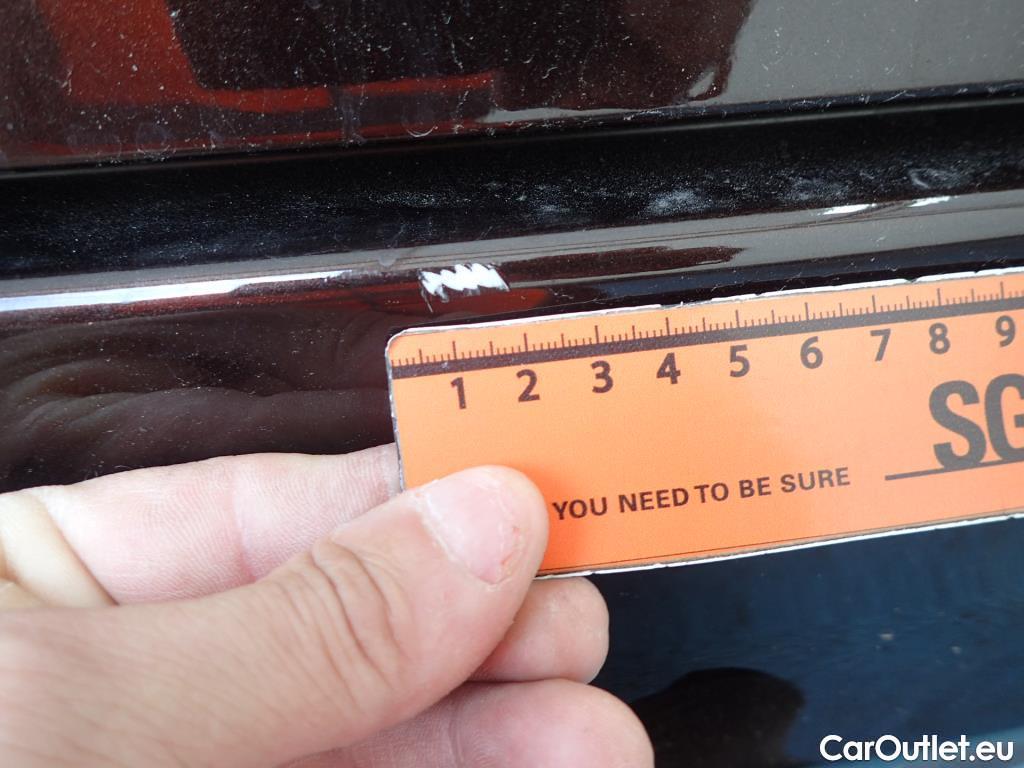 1 2 3 4 5 6 7 8 9
SG
YOU NEED TO BE SURE
CarOutlet.eu